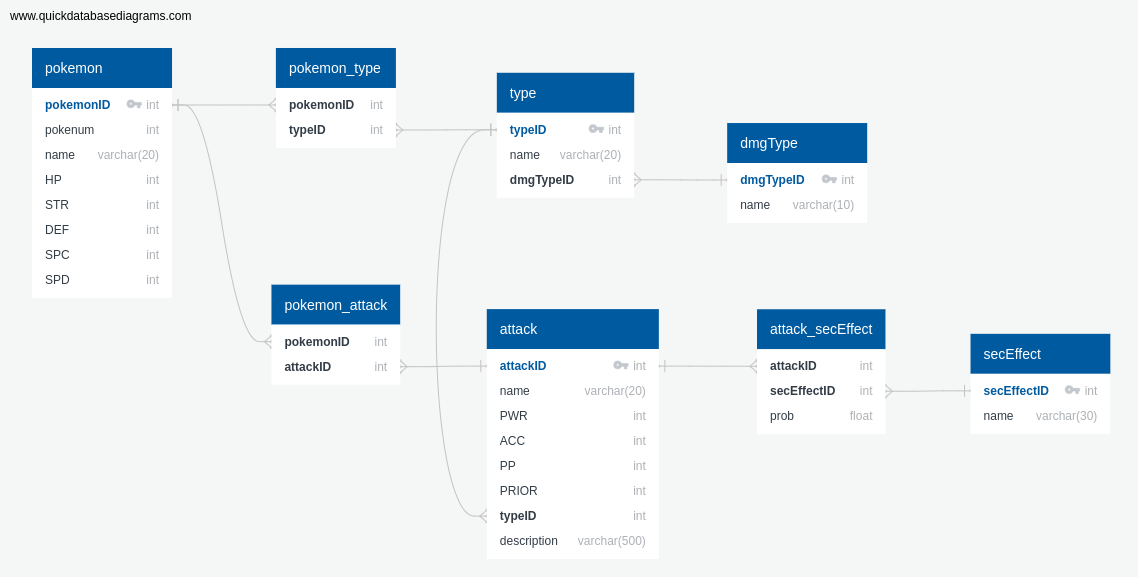 www.quickdatabasediagrams.com
pokemon
pokemonID int
pokenum int
name varchar(20)
HP int
STR int
DEF int
SPC int
SPD int
pokemon_type
pokemonID int
typeID int
type
typeID int
name varchar(20)
dmgTypeID int
dmgType
dmgTypeID int
name varchar(10)
pokemon_attack
pokemonID int
attackID int
attack
attackID int
name varchar(20)
PWR int
ACC int
PP int
PRIOR int
typeID int
description varchar(500)
attack_secEffect
attackID int
secEffectID int
prob float
secEffect
secEffectID int
name varchar(30)